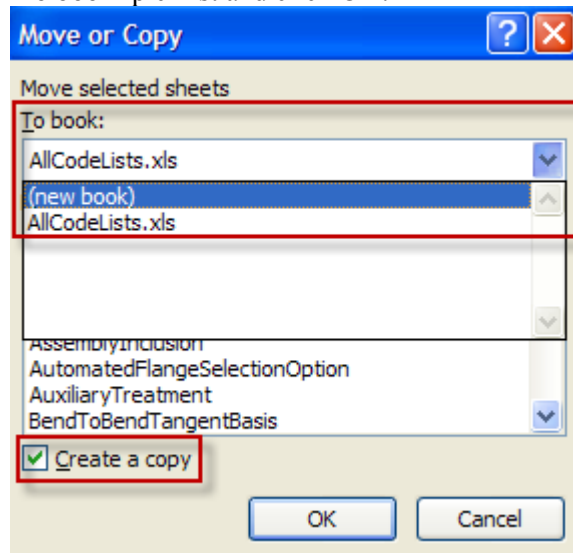 Move or Copy
Move selected sheets
To book:
AllCodeLists.xls
(new book)
AllCodeLists.xls
AssemblyInclusion
AutomatedFlangeSelectionOption
AuxiliaryTreatment
BendToBendTangentBasis
Create a copy
OK Cancel